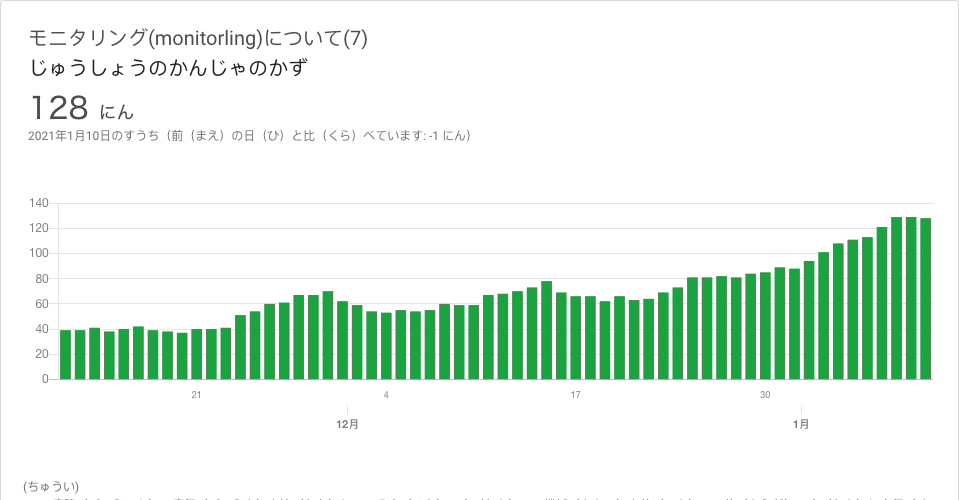 モニタリング(monitorling)について(7)
じゅうしょうのかんじゃのかず
128 にん
2021年1月10日のすうち（前（まえ）の日（ひ）と比（くら）べています: -1 にん）
140
120
100
80
60
40
20
0
21 4 17 30
12月 1月
(ちゅうい)